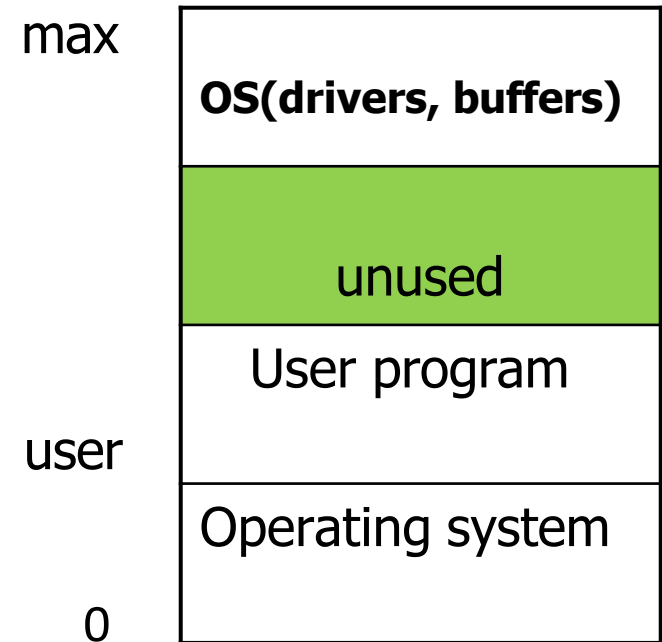 max
OS(drivers, buffers)
unused
User program
user
Operating system
0